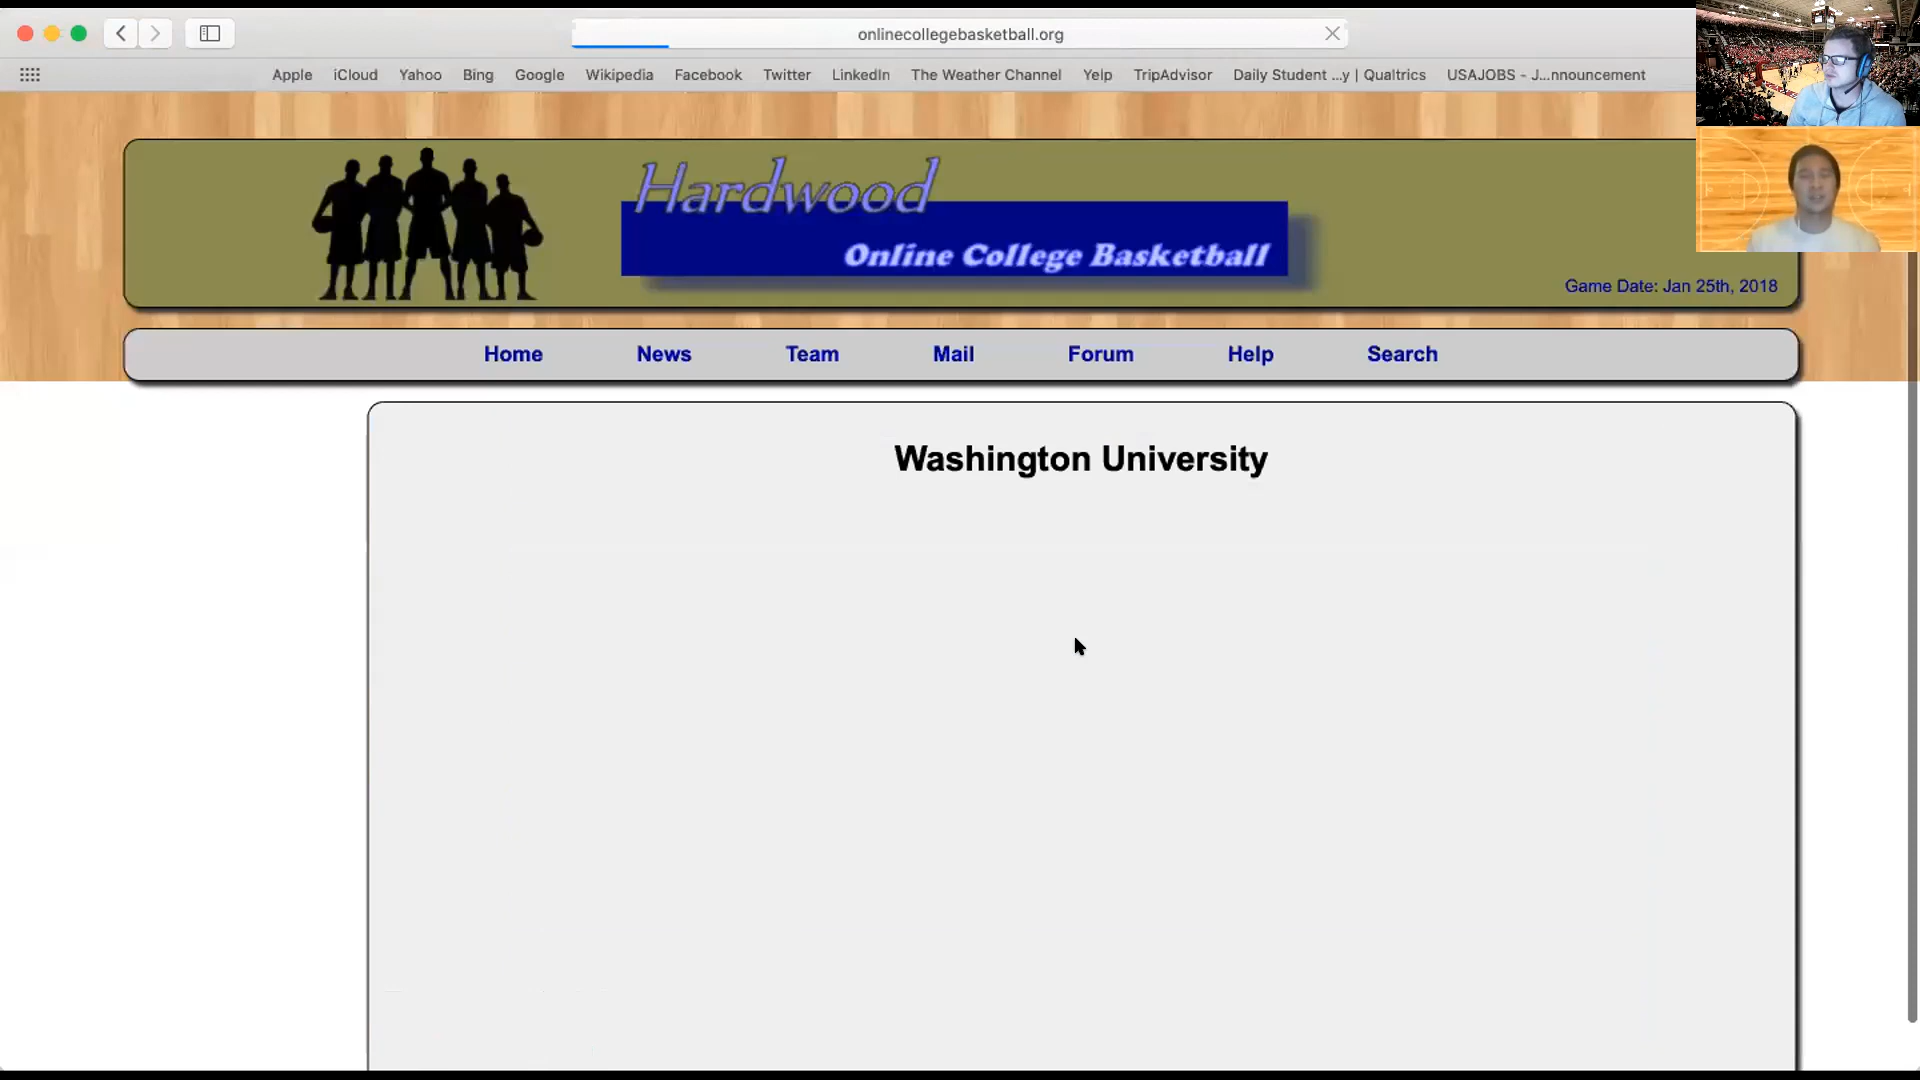 onlinecollegebasketball.org
Apple iCloud Yahoo Bing Google Wikipedia Facebook Twitter LinkedIn The Weather Channel Yelp TripAdvisor Daily Student ...y | Qualtrics USAJOBS - J...nnouncement
Hardwood
Online College Basketball
Game Date: Jan 25th, 2018
Home News Team Mail Forum Help Search
Washington University